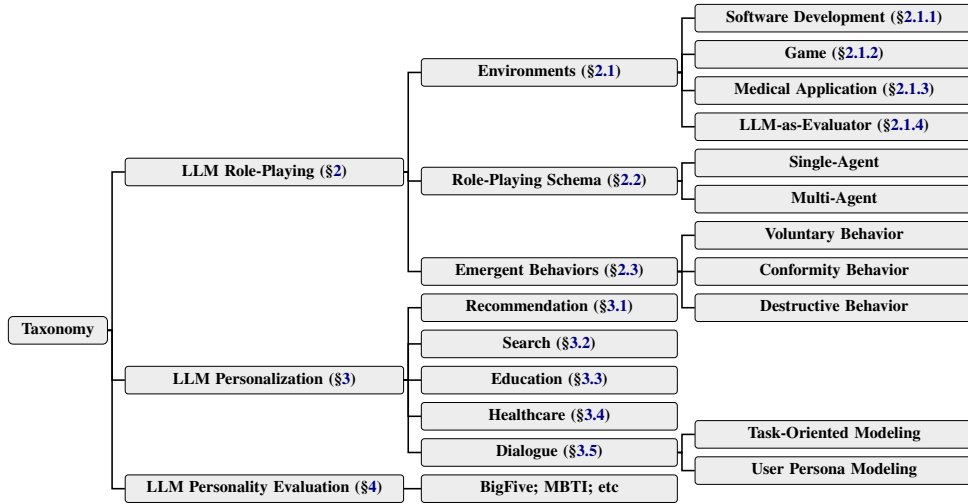 Taxonomy
LLM Role-Playing (§2)
Environments (§2.1)
Software Development (§2.1.1)
Game (§2.1.2)
Medical Application (§2.1.3)
LLM-as-Evaluator (§2.1.4)
Role-Playing Schema (§2.2)
Single-Agent
Multi-Agent
Emergent Behaviors (§2.3)
Voluntary Behavior
Conformity Behavior
Destructive Behavior
LLM Personalization (§3)
Recommendation (§3.1)
Search (§3.2)
Education (§3.3)
Healthcare (§3.4)
Dialogue (§3.5)
Task-Oriented Modeling
User Persona Modeling
LLM Personality Evaluation (§4)
BigFive; MBTI; etc